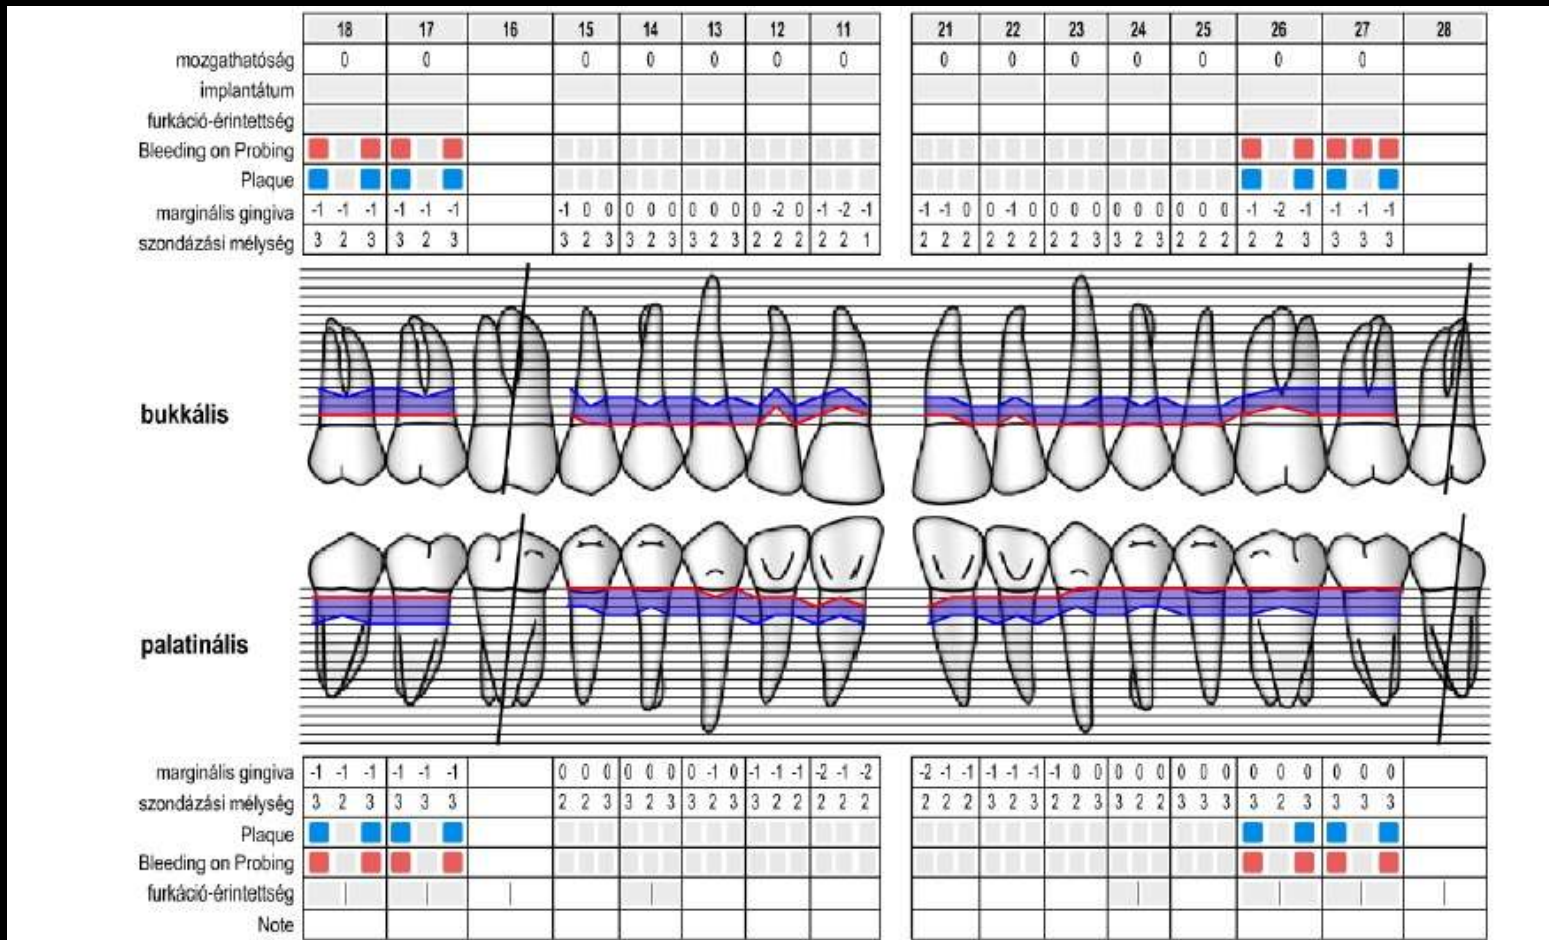 18 17 16 15 14 13 12 11 21 22 23 24 25 26 27 28
mozgathatóság 0 0 0 0 0 0 0 0 0 0 0 0 0 0
implantátum
furkáció-érintettség
Bleeding on Probing
Plaque
marginális gingiva -1 -1 -1 -1 -1 -1 -1 0 0 0 0 0 0 0 0 0 -2 0 -1 -2 -1 -1 -1 0 0 -1 0 0 0 0 0 0 0 0 0 0 -1 -2 -1 -1 -1 -1
szondázási mélység 3 2 3 3 2 3 3 2 3 3 2 3 3 2 3 2 2 2 2 2 1 2 2 2 2 2 2 2 2 3 3 2 3 2 2 2 2 2 3 3 3 3
bukkális
palatinális
marginális gingiva -1 -1 -1 -1 -1 -1 0 0 0 0 0 0 0 -1 0 -1 -1 -1 -2 -1 -2 -2 -1 -1 -1 -1 -1 -1 0 0 0 0 0 0 0 0 0 0 0 0 0 0
szondázási mélység 3 2 3 3 3 3 2 2 3 3 2 3 3 2 3 3 2 2 2 2 2 2 2 2 3 2 3 2 2 3 3 2 2 3 3 3 3 2 3 3 3 3
Plaque
Bleeding on Probing
furkáció-érintettség
Note